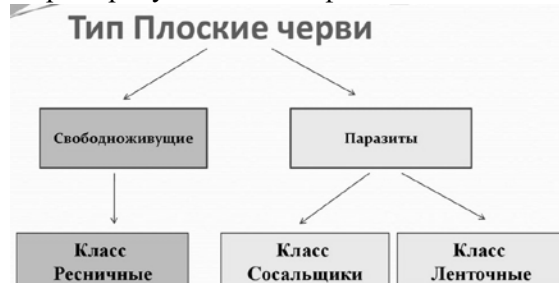 Тип Плоские черви
Свободноживущие
Паразиты
Класс
Ресничные
Класс
Сосальщики
Класс
Ленточные